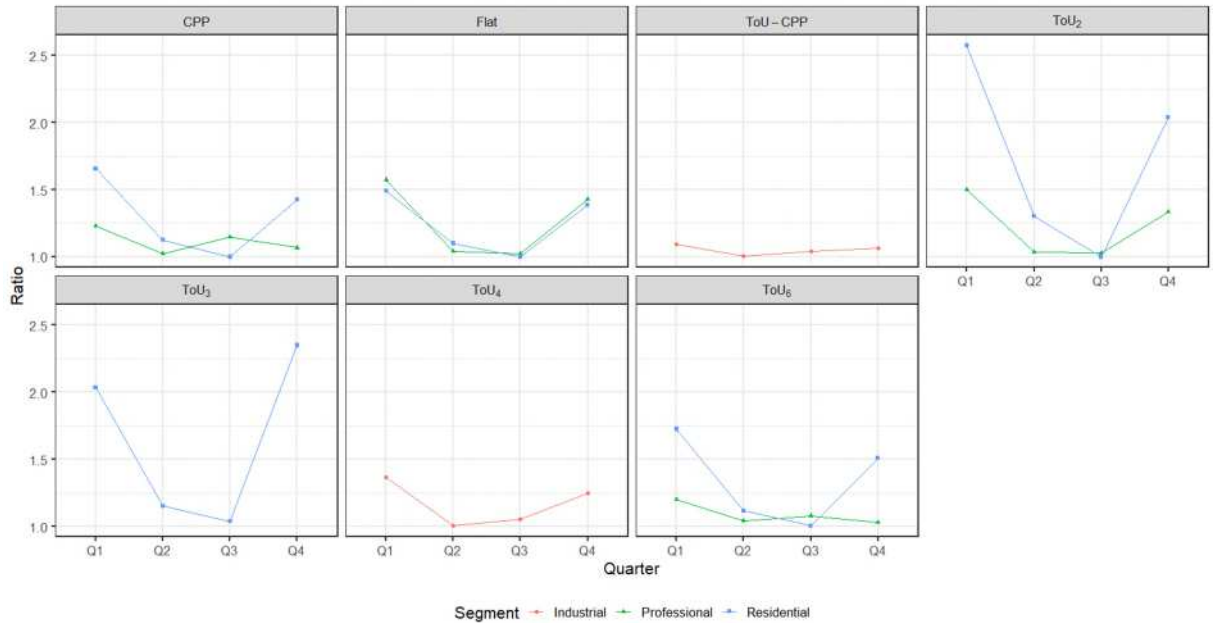 CPP Flat ToU – CPP ToU₂
2.5
2.0
1.5
1.0
Q1 Q2 Q3 Q4
Ratio
ToU₃ ToU₄ ToU₆
2.5
2.0
1.5
1.0
Q1 Q2 Q3 Q4 Q1 Q2 Q3 Q4 Q1 Q2 Q3 Q4
Quarter
Segment Industrial Professional Residential